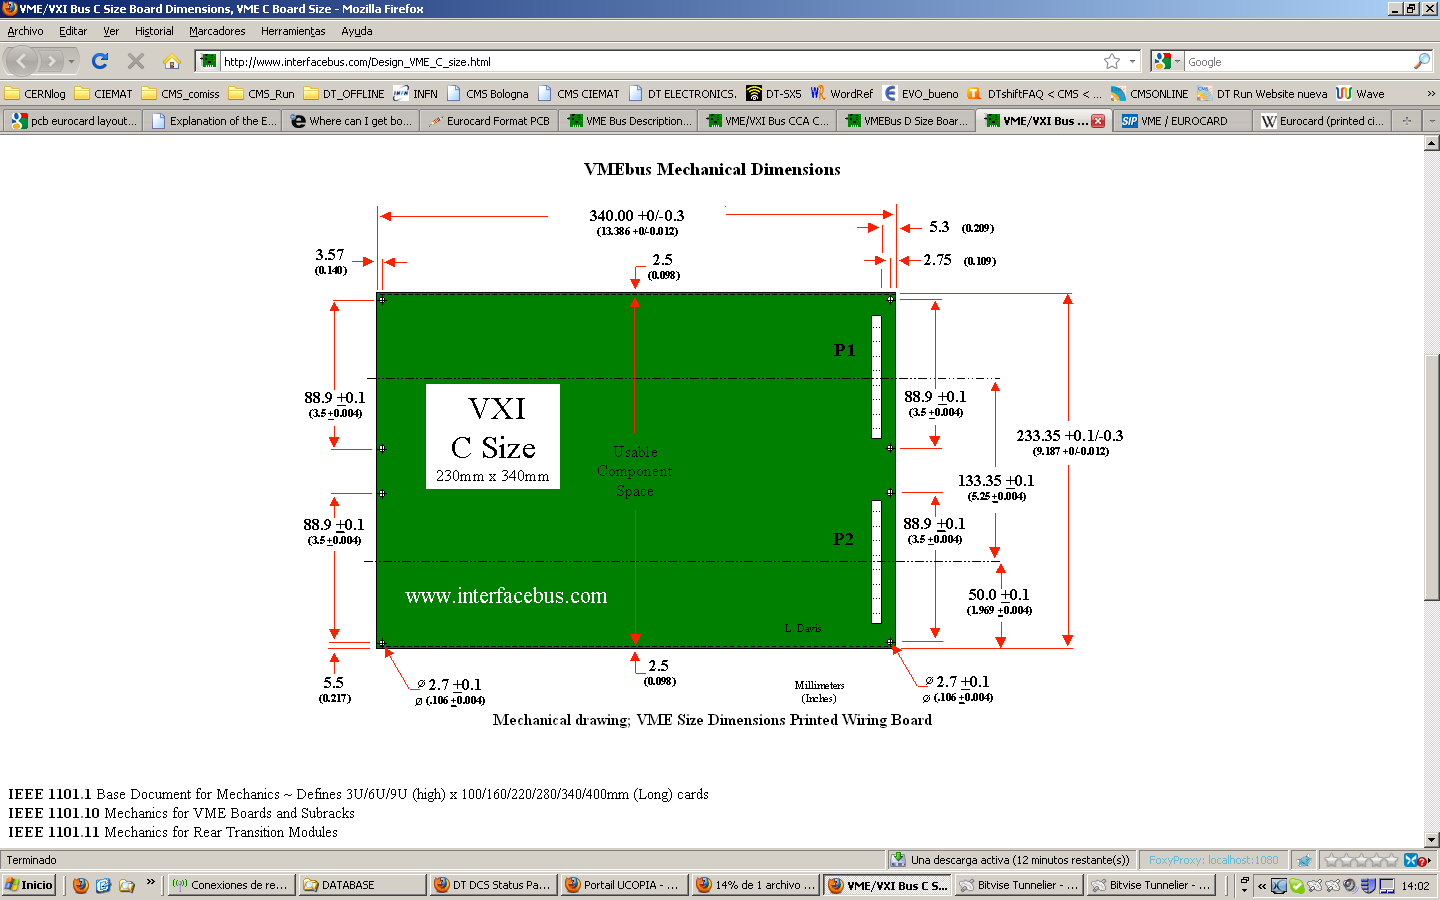 VME/VXI Bus C Size Board Dimensions, VME C Board Size - Mozilla Firefox
Archivo Editar Ver Historial Marcadores Herramientas Ayuda
http://www.interfacebus.com/Design_VME_C_size.html
Google
CERNlog CIEMAT CMS_comiss CMS_Run DT_OFFLINE INFN CMS Bologna CMS CIEMAT DT ELECTRONICS. DT-SX5 WordRef EVO_bueno DTshiftFAQ < CMS < ... CMSONLINE DT Run Website nueva Wave »
pcb eurocard layout... Explanation of the E... Where can I get bo... Eurocard Format PCB VME Bus Description... VME/VXI Bus CCA C... VMEBus D Size Boar... VME/VXI Bus ... SIP VME / EUROCARD W Eurocard (printed ci...
VMEbus Mechanical Dimensions
340.00 +0/-0.3
(13.386 +0/-0.012)
5.3 (0.209)
3.57
(0.140)
2.5
(0.098)
2.75 (0.109)
P1
88.9 ±0.1
(3.5 ±0.004)
VXI
C Size
230mm x 340mm
Usable
Component
Space
88.9 ±0.1
(3.5 ±0.004)
233.35 +0.1/-0.3
(9.187 +0/-0.012)
133.35 ±0.1
(5.25 ±0.004)
88.9 ±0.1
(3.5 ±0.004)
P2
88.9 ±0.1
(3.5 ±0.004)
www.interfacebus.com
50.0 ±0.1
(1.969 ±0.004)
L. Davis
5.5
(0.217)
⌀ 2.7 ±0.1
⌀ (.106 ±0.004)
2.5
(0.098)
Millimeters
(Inches)
⌀ 2.7 ±0.1
⌀ (.106 ±0.004)
Mechanical drawing; VME Size Dimensions Printed Wiring Board
IEEE 1101.1 Base Document for Mechanics ~ Defines 3U/6U/9U (high) x 100/160/220/280/340/400mm (Long) cards
IEEE 1101.10 Mechanics for VME Boards and Subracks
IEEE 1101.11 Mechanics for Rear Transition Modules
Terminado Una descarga activa (12 minutos restante(s)) FoxyProxy: localhost:1080
Inicio » Conexiones de re... DATABASE DT DCS Status Pa... Portail UCOPIA - ... 14% de 1 archivo ... VME/VXI Bus C S... Bitvise Tunnelier - ... Bitvise Tunnelier - ... « 14:02